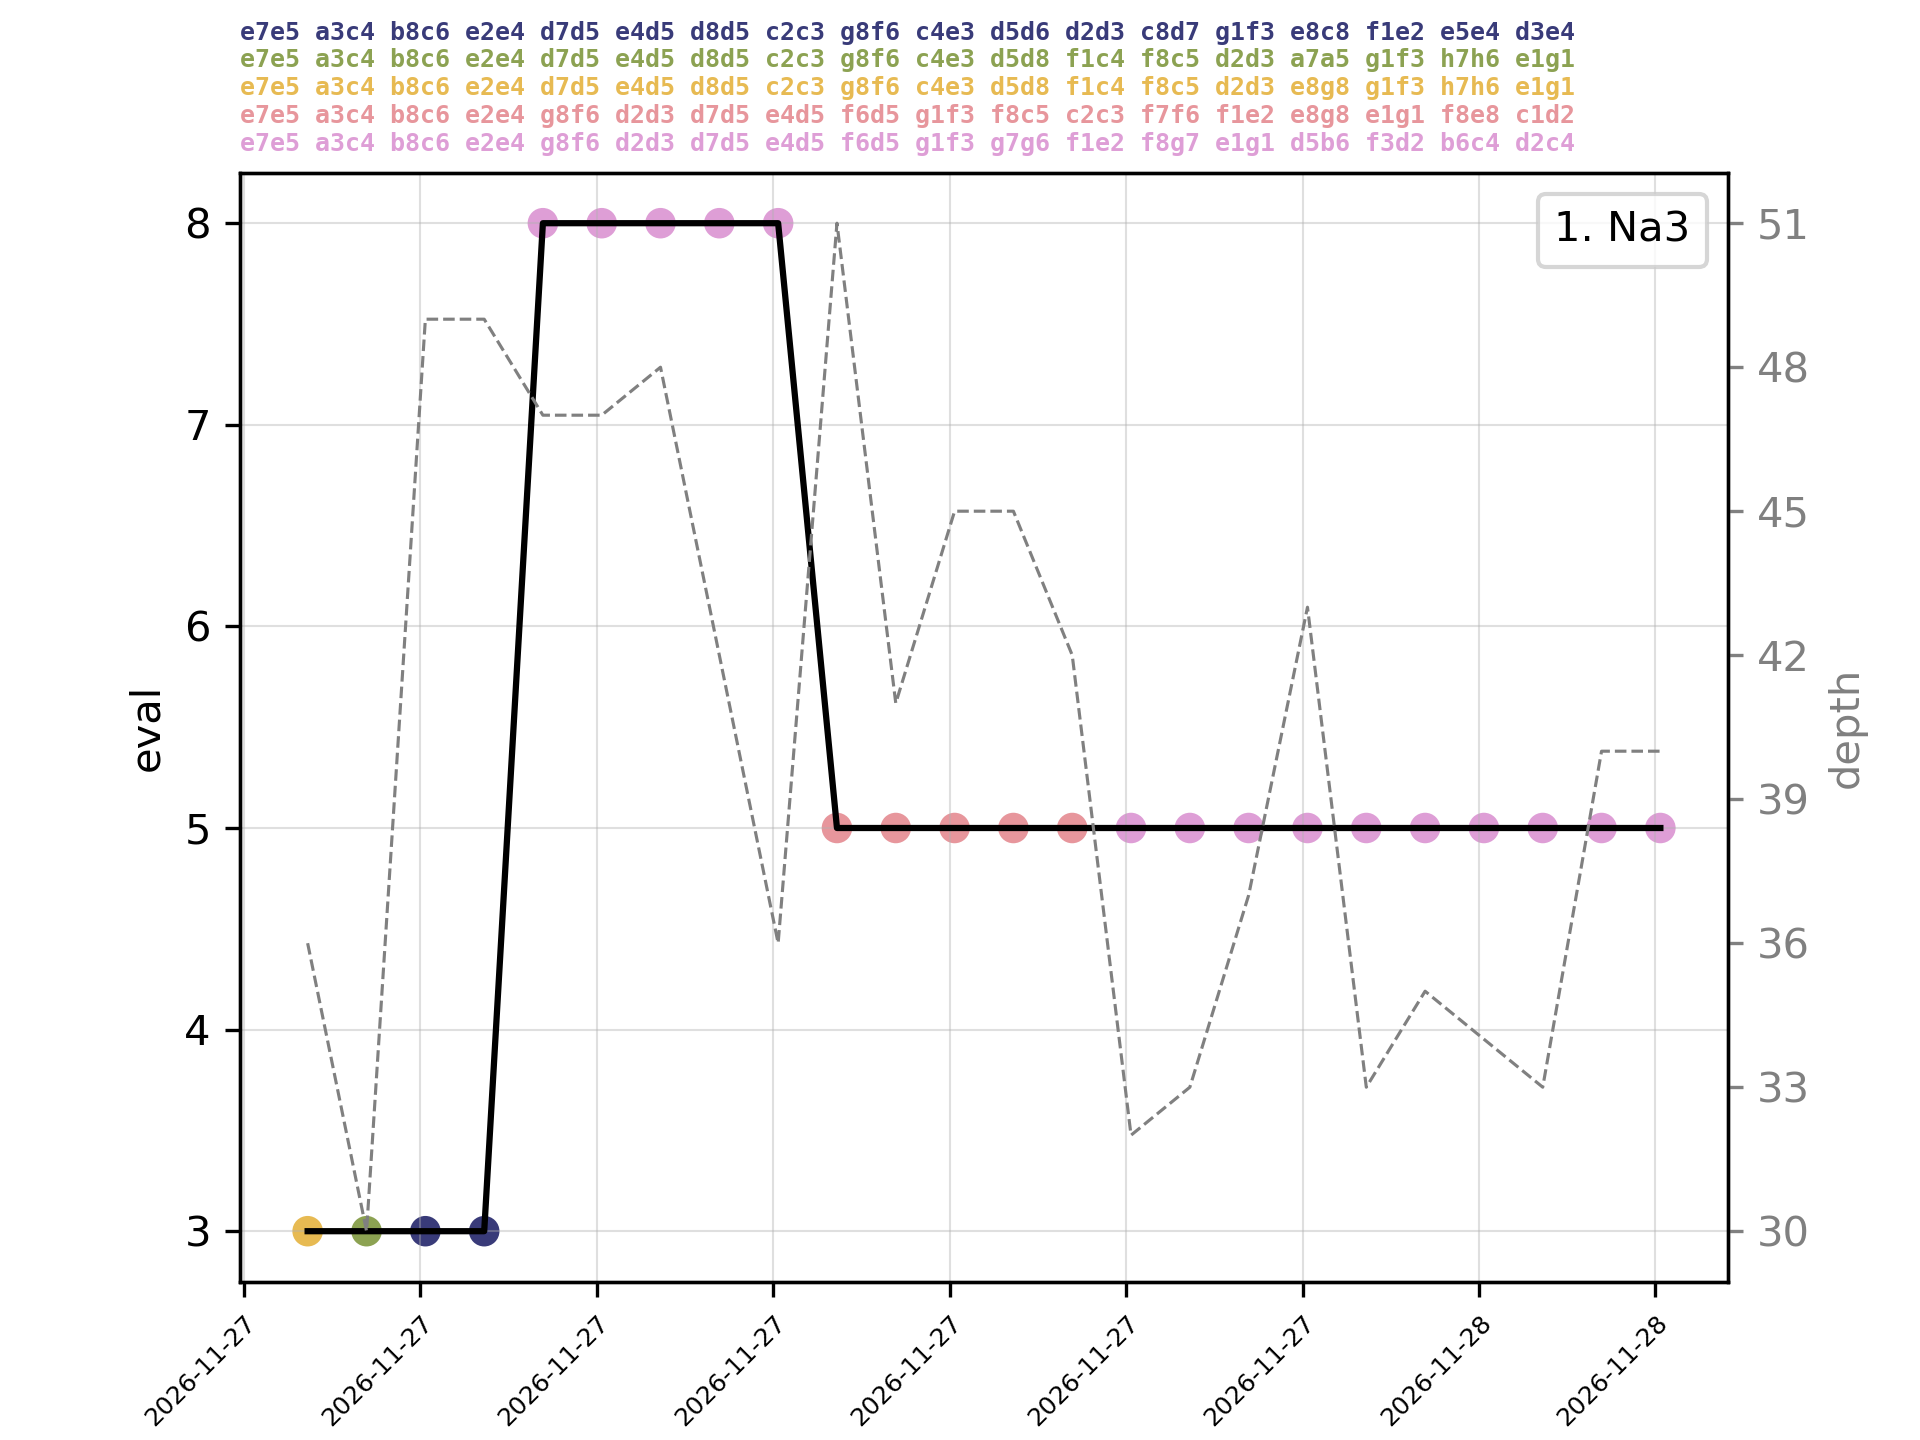 e7e5 a3c4 b8c6 e2e4 d7d5 e4d5 d8d5 c2c3 g8f6 c4e3 d5d6 d2d3 c8d7 g1f3 e8c8 f1e2 e5e4 d3e4
e7e5 a3c4 b8c6 e2e4 d7d5 e4d5 d8d5 c2c3 g8f6 c4e3 d5d8 f1c4 f8c5 d2d3 a7a5 g1f3 h7h6 e1g1
e7e5 a3c4 b8c6 e2e4 d7d5 e4d5 d8d5 c2c3 g8f6 c4e3 d5d8 f1c4 f8c5 d2d3 e8g8 g1f3 h7h6 e1g1
e7e5 a3c4 b8c6 e2e4 g8f6 d2d3 d7d5 e4d5 f6d5 g1f3 f8c5 c2c3 f7f6 f1e2 e8g8 e1g1 f8e8 c1d2
e7e5 a3c4 b8c6 e2e4 g8f6 d2d3 d7d5 e4d5 f6d5 g1f3 g7g6 f1e2 f8g7 e1g1 d5b6 f3d2 b6c4 d2c4
1. Na3
8
7
6
5
4
3
eval
51
48
45
42
39
36
33
30
depth
2026-11-27
2026-11-27
2026-11-27
2026-11-27
2026-11-27
2026-11-27
2026-11-27
2026-11-28
2026-11-28